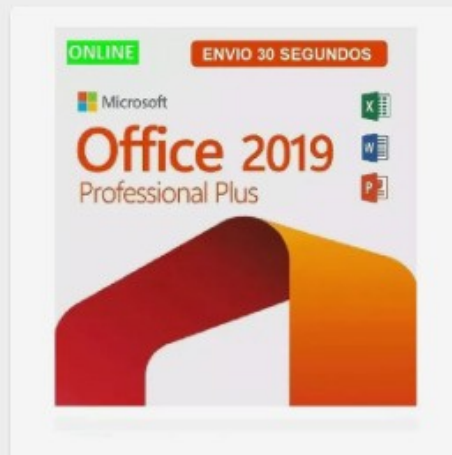 ONLINE
ENVIO 30 SEGUNDOS
Microsoft
X
Office 2019
W
Professional Plus
P